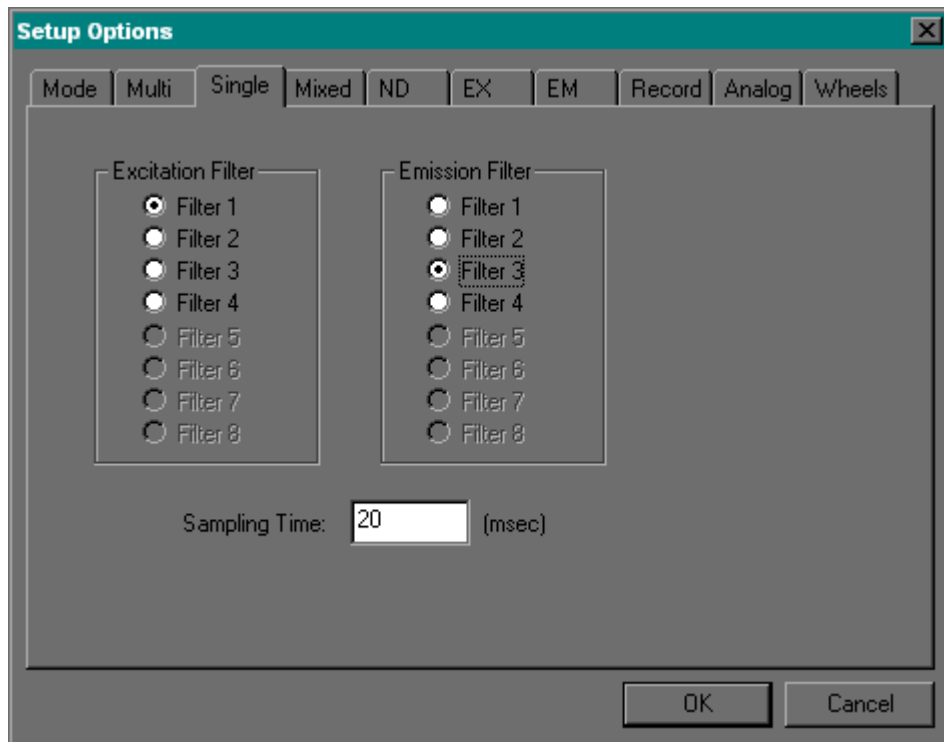 Setup Options
Mode Multi Single Mixed ND EX EM Record Analog Wheels
Excitation Filter
Filter 1
Filter 2
Filter 3
Filter 4
Filter 5
Filter 6
Filter 7
Filter 8
Emission Filter
Filter 1
Filter 2
Filter 3
Filter 4
Filter 5
Filter 6
Filter 7
Filter 8
Sampling Time: 20 (msec)
OK Cancel